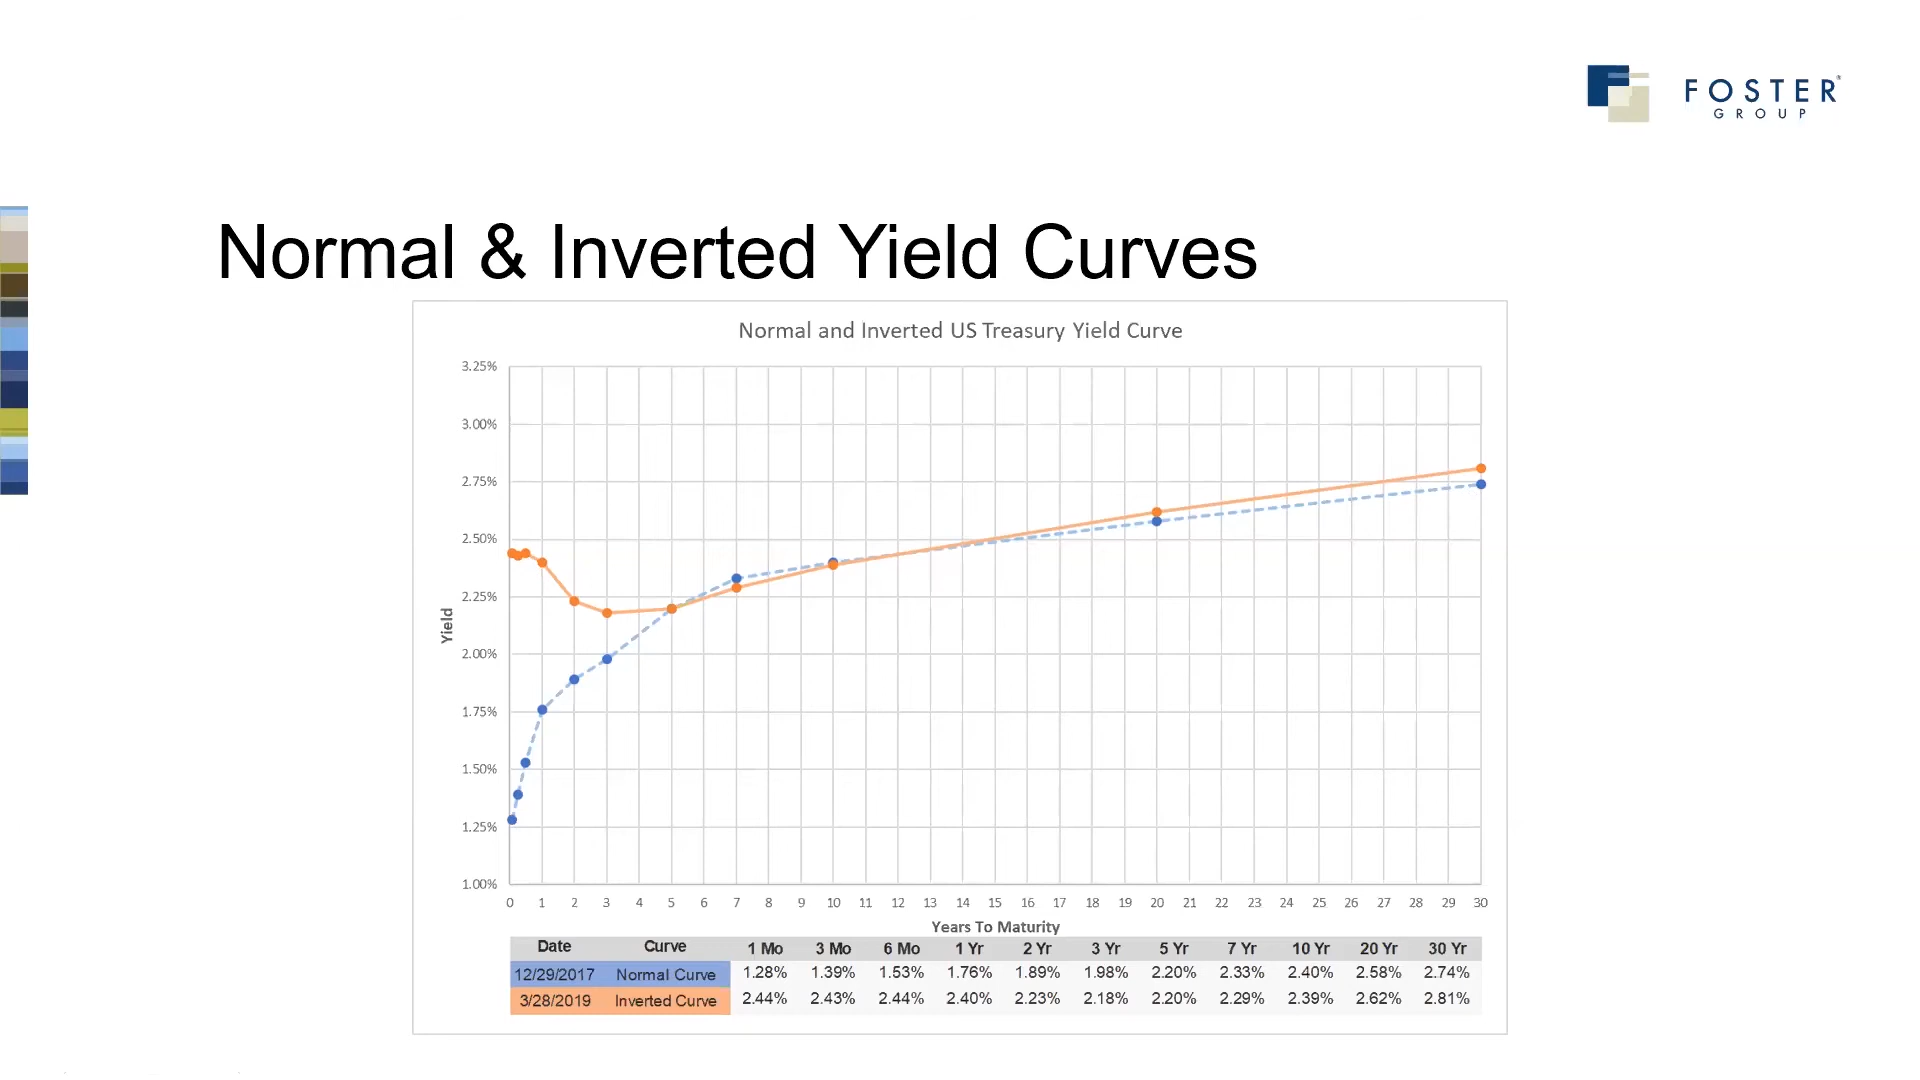 FOSTER
GROUP
Normal & Inverted Yield Curves
Normal and Inverted US Treasury Yield Curve
3.25%
3.00%
2.75%
2.50%
2.25%
2.00%
1.75%
1.50%
1.25%
1.00%
Yield
0 1 2 3 4 5 6 7 8 9 10 11 12 13 14 15 16 17 18 19 20 21 22 23 24 25 26 27 28 29 30
Years To Maturity
Date Curve 1 Mo 3 Mo 6 Mo 1 Yr 2 Yr 3 Yr 5 Yr 7 Yr 10 Yr 20 Yr 30 Yr
12/29/2017 Normal Curve 1.28% 1.39% 1.53% 1.76% 1.89% 1.98% 2.20% 2.33% 2.40% 2.58% 2.74%
3/28/2019 Inverted Curve 2.44% 2.43% 2.44% 2.40% 2.23% 2.18% 2.20% 2.29% 2.39% 2.62% 2.81%